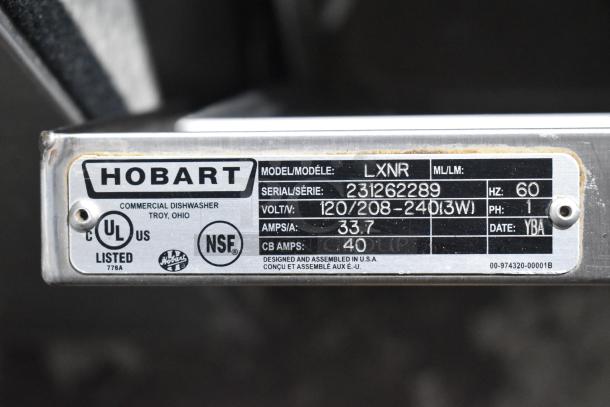 HOBART
COMMERCIAL DISHWASHER
TROY, OHIO
C UL US
LISTED
776A
Hobart
NSF®
MODEL/MODÈLE: LXNR ML/LM:
SERIAL/SÉRIE: 231262289 HZ: 60
VOLT/V: 120/208-240(3W) PH: 1
AMPS/A: 33.7 DATE: YBA
CB AMPS: 40
DESIGNED AND ASSEMBLED IN U.S.A.
CONÇU ET ASSEMBLÉ AUX É.-U.
00-974320-00001B